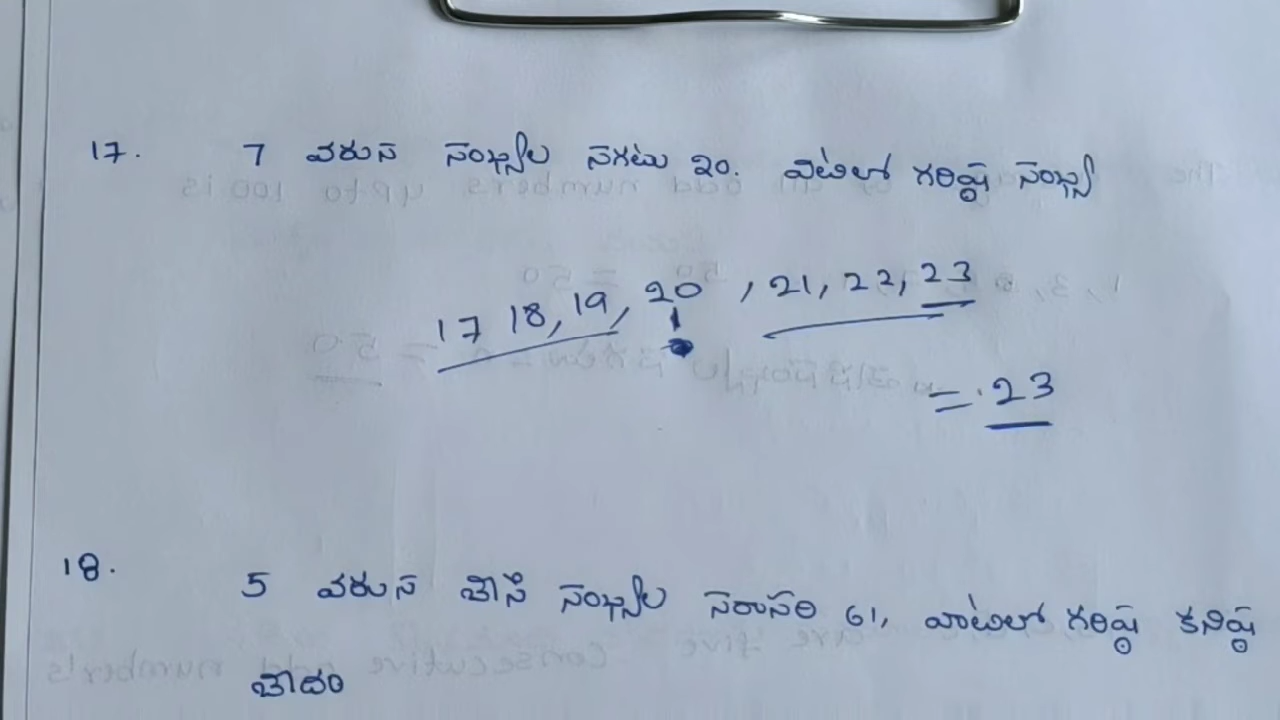 17. 7 వరుస సంఖ్యల సగటు 20. వీటిలో గరిష్ఠ సంఖ్య
17 18, 19, 20, 21, 22, 23
= 23
18. 5 వరుస బేసి సంఖ్యల సరాసరి 61, వాటిలో గరిష్ఠ కనిష్ఠ
బేదం